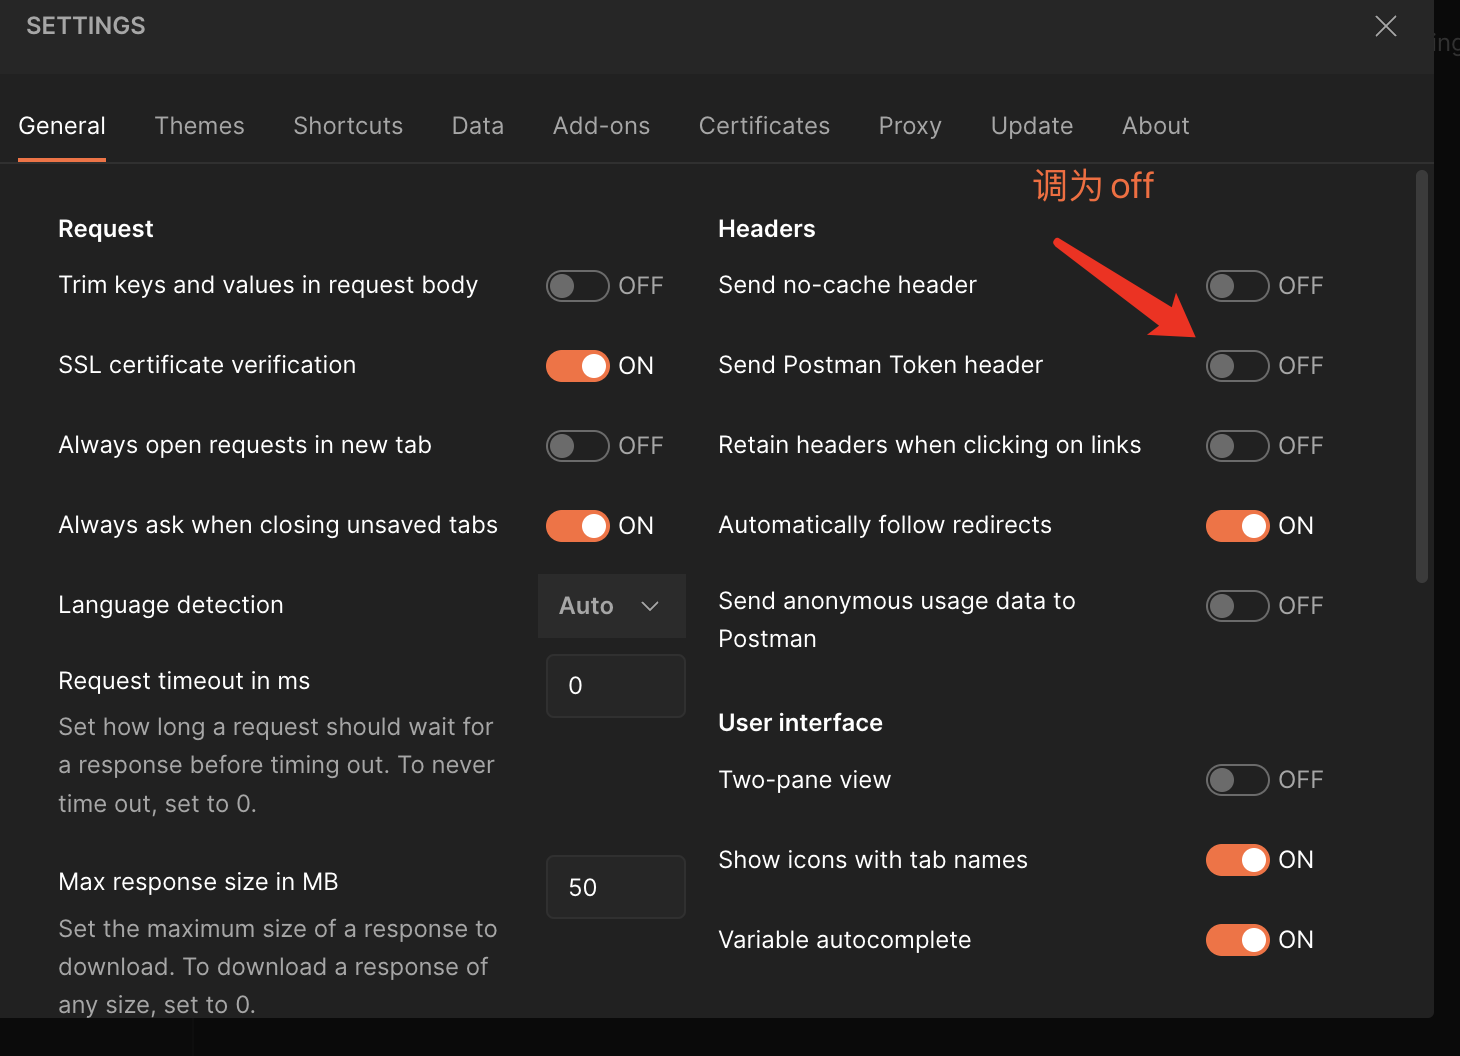 SETTINGS
ing
General Themes Shortcuts Data Add-ons Certificates Proxy Update About
调为 off
Request
Trim keys and values in request body OFF
SSL certificate verification ON
Always open requests in new tab OFF
Always ask when closing unsaved tabs ON
Language detection Auto
Request timeout in ms 0
Set how long a request should wait for
a response before timing out. To never
time out, set to 0.
Max response size in MB 50
Set the maximum size of a response to
download. To download a response of
any size, set to 0.
Headers
Send no-cache header OFF
Send Postman Token header OFF
Retain headers when clicking on links OFF
Automatically follow redirects ON
Send anonymous usage data to OFF
Postman
User interface
Two-pane view OFF
Show icons with tab names ON
Variable autocomplete ON